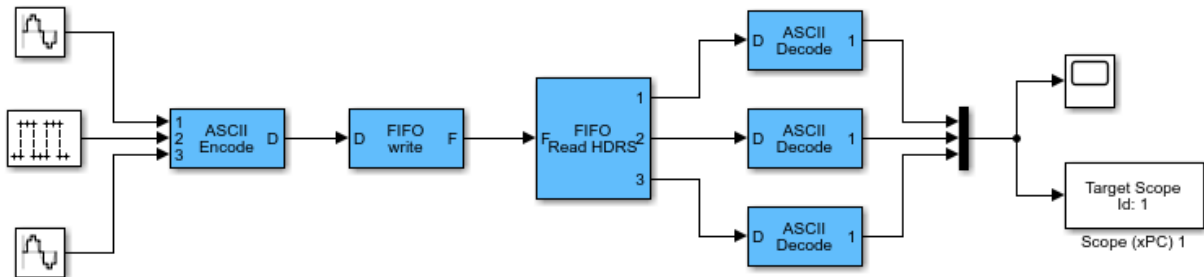 1
2
3
ASCII
Encode
D
D
FIFO
write
F
F
FIFO
Read HDRS
1
2
3
D
ASCII
Decode
1
D
ASCII
Decode
1
D
ASCII
Decode
1
Target Scope
Id: 1
Scope (xPC) 1